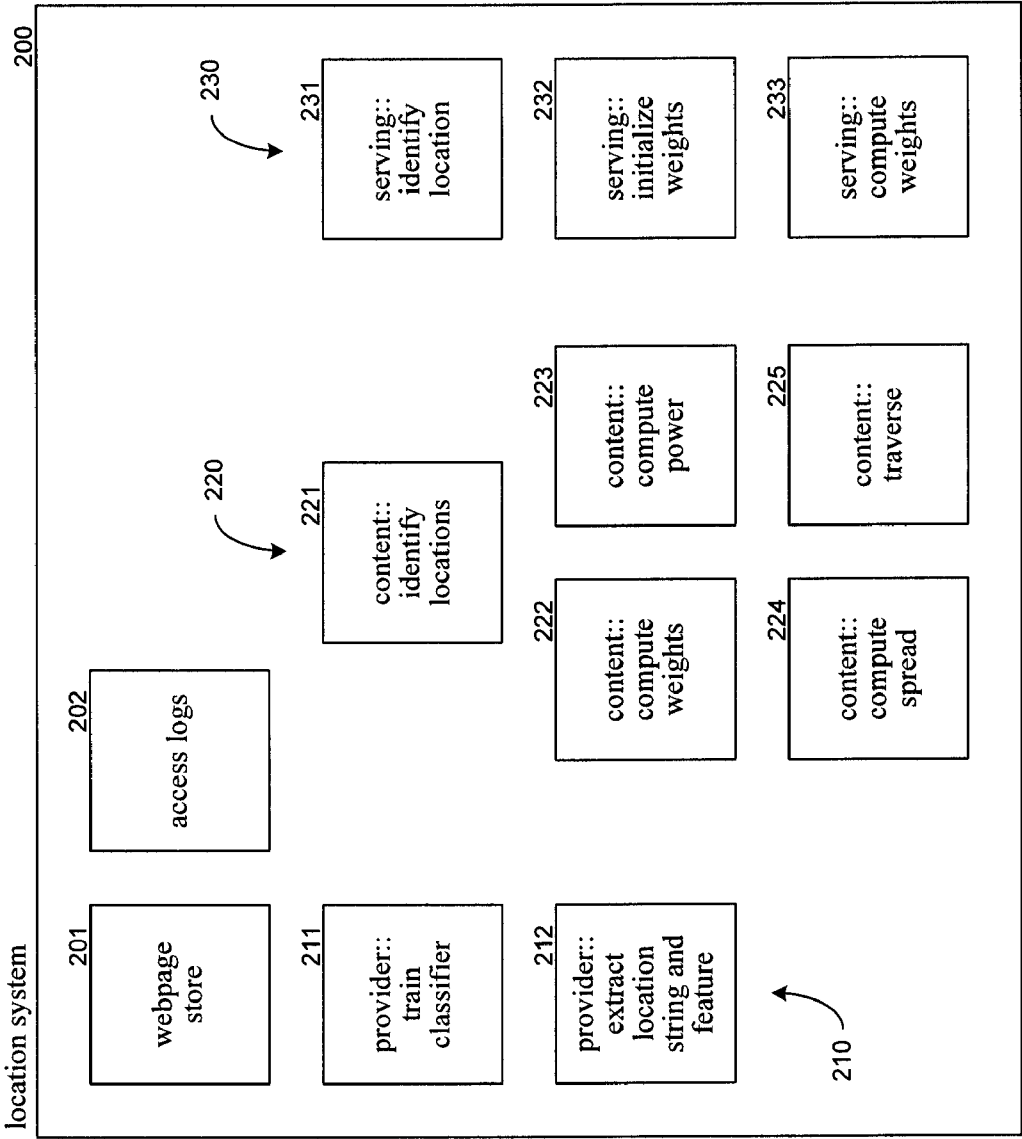 location system
200
201
webpage
store
202
access logs
211
provider::
train
classifier
212
provider::
extract
location
string and
feature
210
220
221
content::
identify
locations
222
content::
compute
weights
223
content::
compute
power
224
content::
compute
spread
225
content::
traverse
230
231
serving::
identify
location
232
serving::
initialize
weights
233
serving::
compute
weights